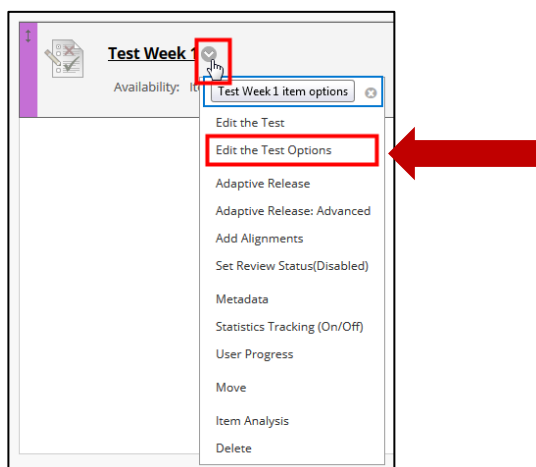 Test Week 1
Availability:
Test Week 1 item options
Edit the Test
Edit the Test Options
Adaptive Release
Adaptive Release: Advanced
Add Alignments
Set Review Status(Disabled)
Metadata
Statistics Tracking (On/Off)
User Progress
Move
Item Analysis
Delete